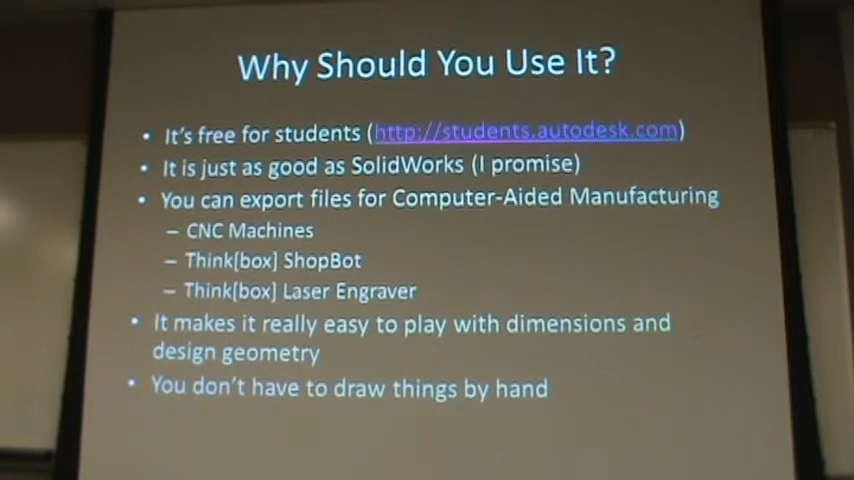 Why Should You Use It?
• It's free for students (http://students.autodesk.com)
• It is just as good as SolidWorks (I promise)
• You can export files for Computer-Aided Manufacturing
– CNC Machines
– Think[box] ShopBot
– Think[box] Laser Engraver
• It makes it really easy to play with dimensions and
design geometry
• You don't have to draw things by hand